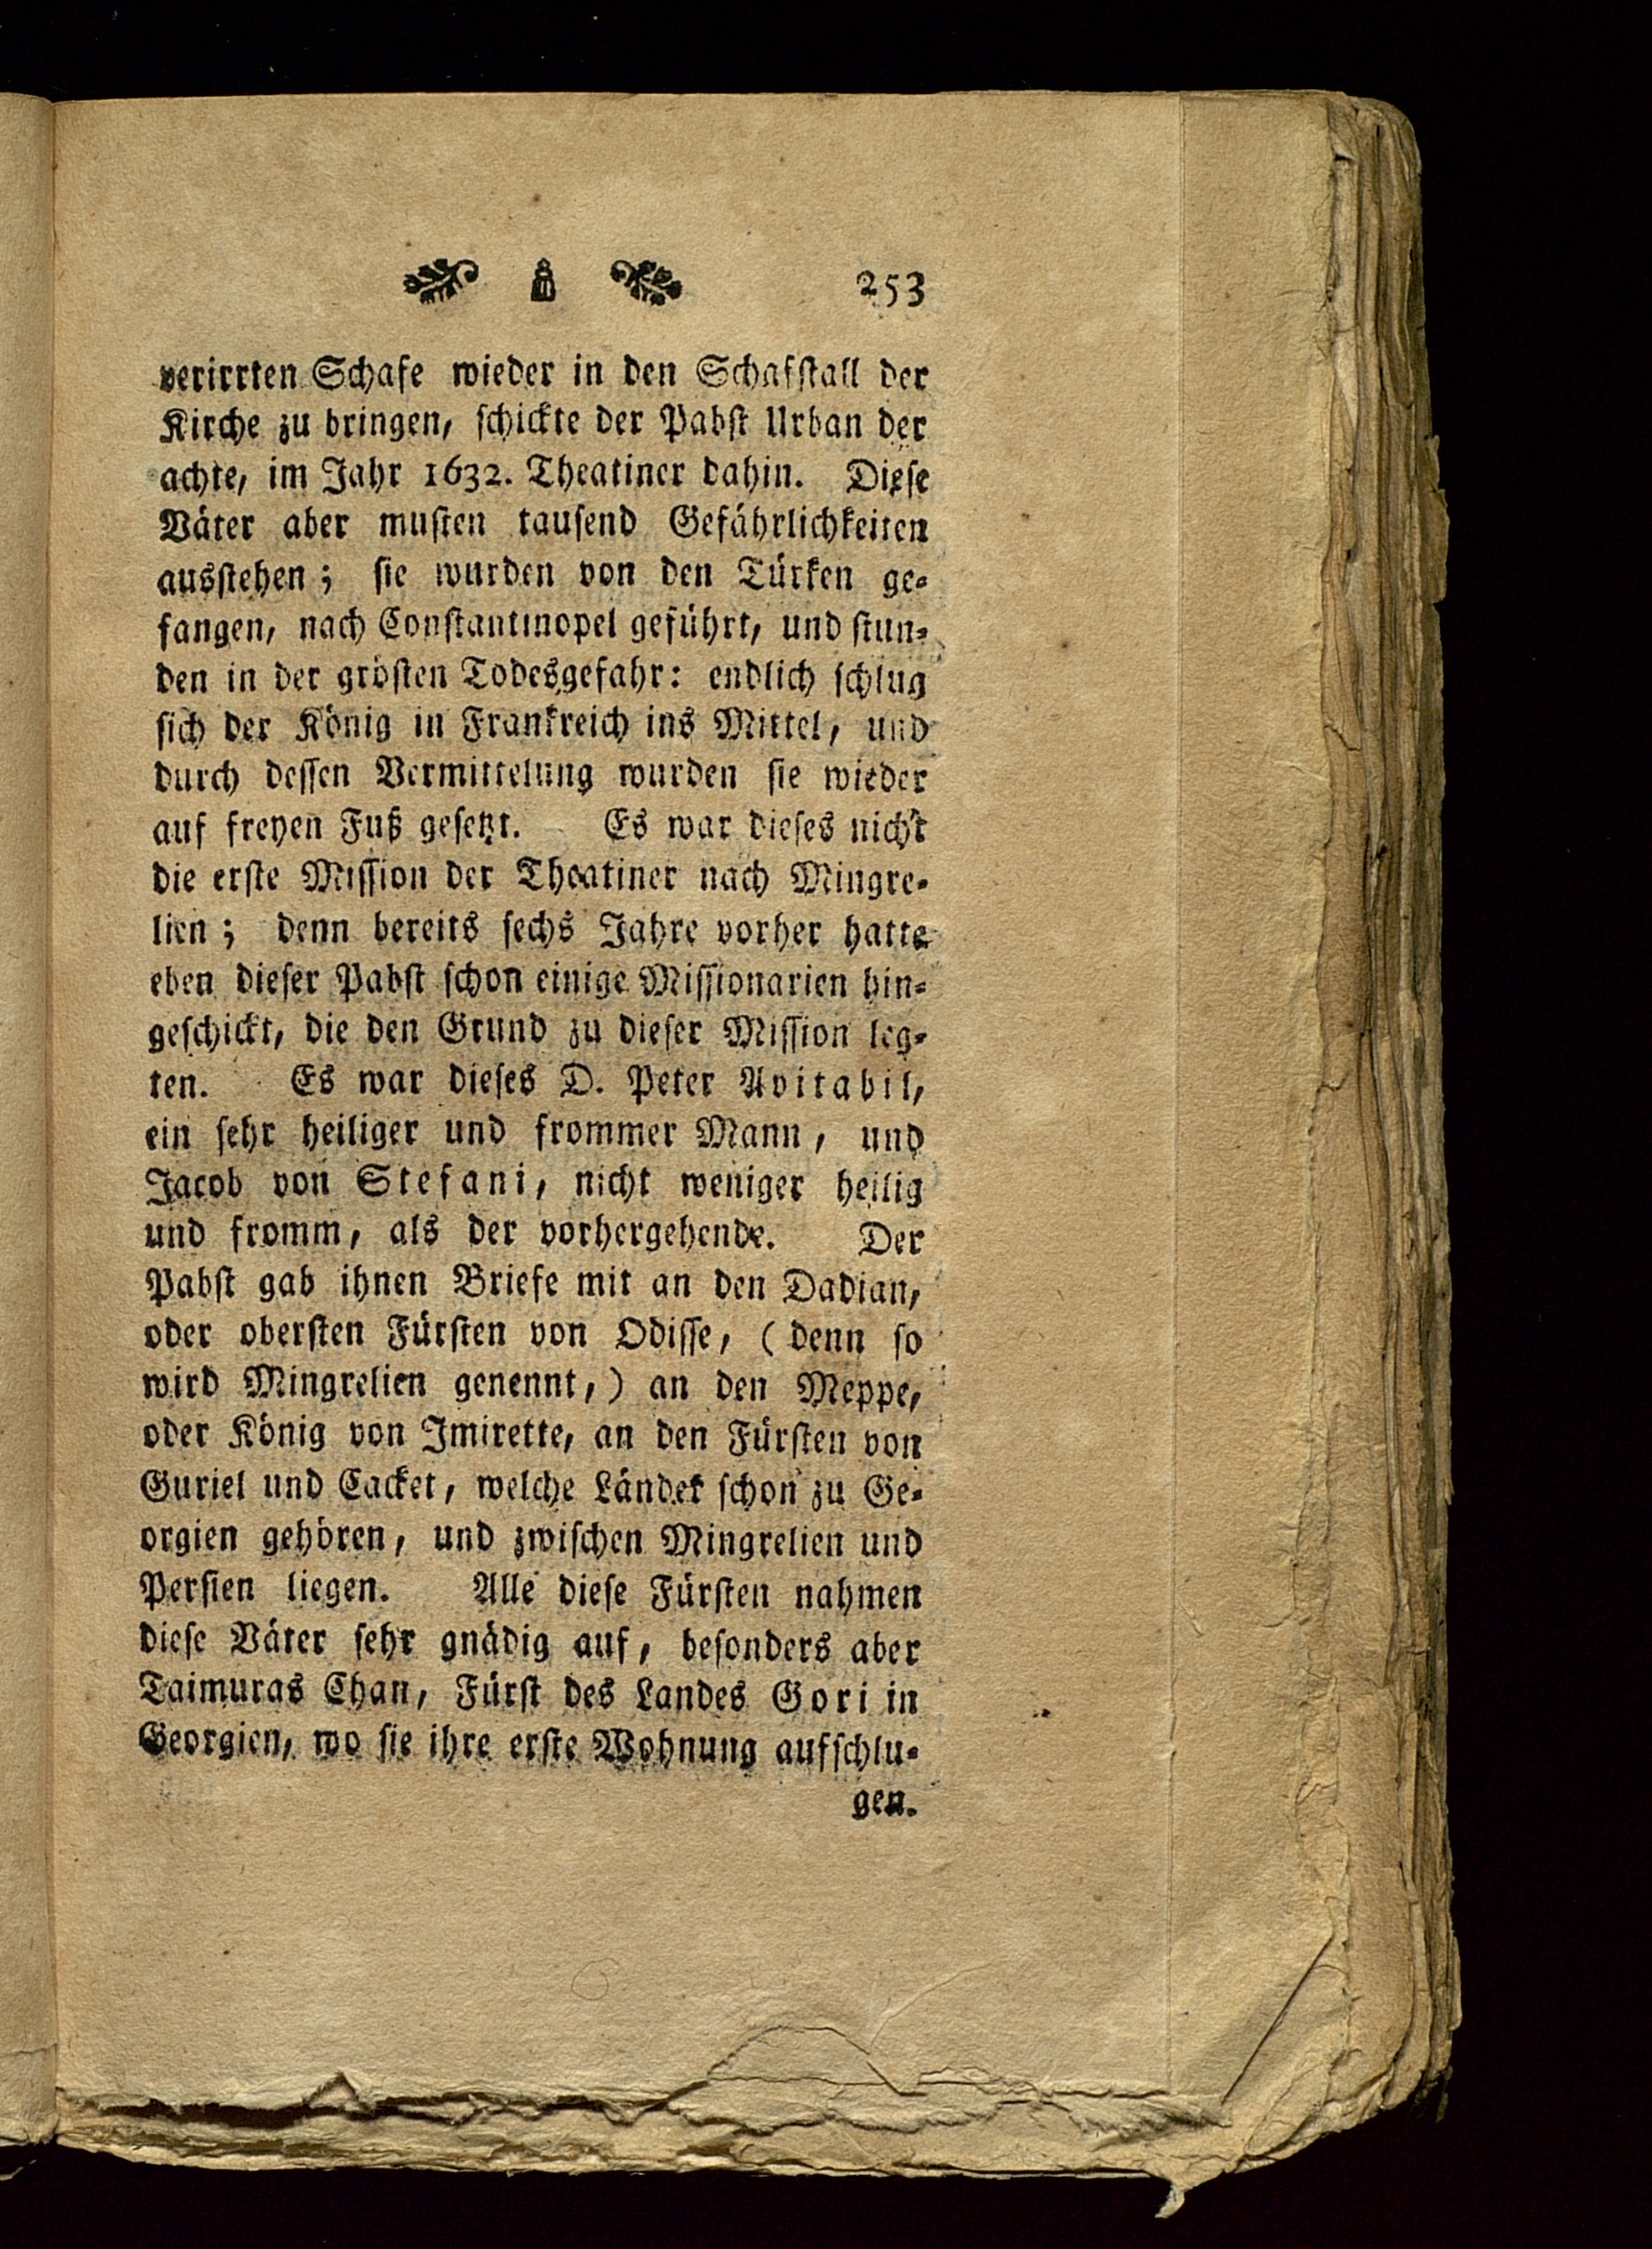 253
verirrten Schafe wieder in den Schafstall der
Kirche zu bringen, schickte der Pabst Urban der
achte, im Jahr 1632. Theatiner dahin. Diese
Väter aber musten tausend Gefährlichkeiten
ausstehen; sie wurden von den Türken ge-
fangen, nach Constantinopel geführt, und stun-
den in der grösten Todesgefahr: endlich schlug
sich der König in Frankreich ins Mittel, und
durch dessen Vermittelung wurden sie wieder
auf freyen Fuß gesetzt. Es war dieses nicht
die erste Mission der Theatiner nach Mingre-
lien; denn bereits sechs Jahre vorher hatte
eben dieser Pabst schon einige Missionarien hin-
geschickt, die den Grund zu dieser Mission leg-
ten. Es war dieses D. Peter Avitabil,
ein sehr heiliger und frommer Mann, und
Jacob von Stefani, nicht weniger heilig
und fromm, als der vorhergehende. Der
Pabst gab ihnen Briefe mit an den Dadian,
oder obersten Fürsten von Odisse, (denn so
wird Mingrelien genennt,) an den Meppe,
oder König von Imirette, an den Fürsten von
Guriel und Cacket, welche Länder schon zu Ge-
orgien gehören, und zwischen Mingrelien und
Persien liegen. Alle diese Fürsten nahmen
diese Väter sehr gnädig auf, besonders aber
Taimuras Chan, Fürst des Landes Gori in
Georgien, wo sie ihre erste Wohnung aufschlu-
gen.